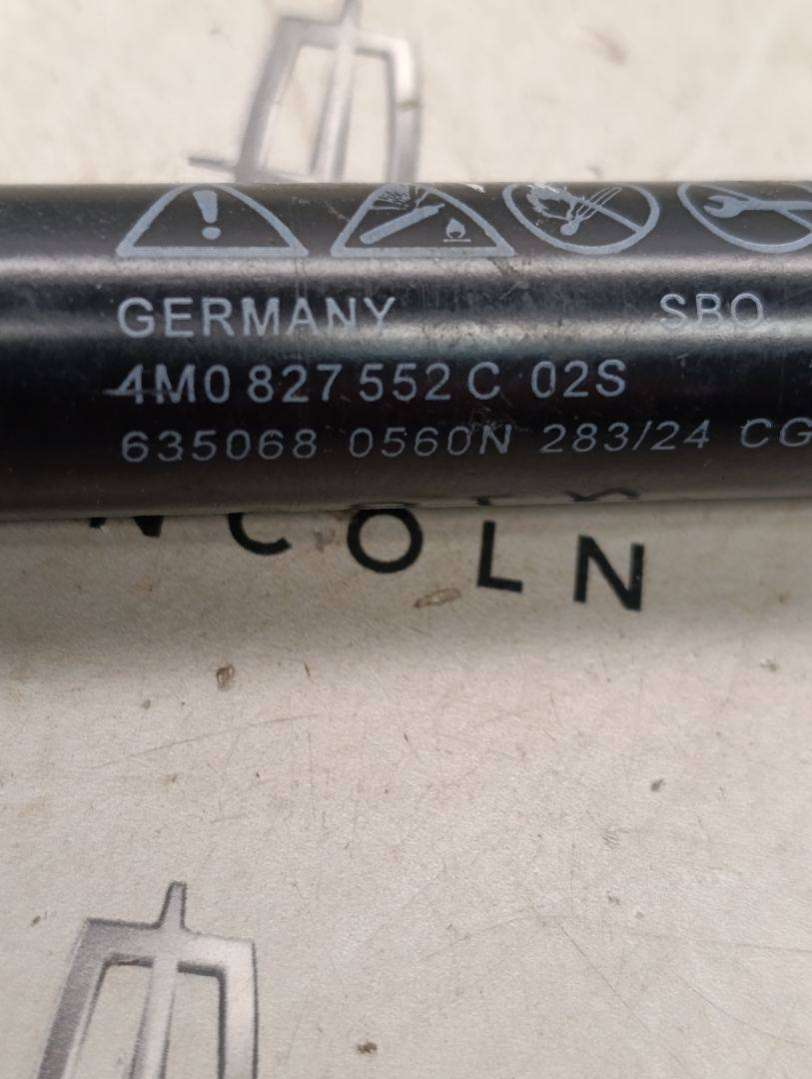 GERMANY SBO
4M0 827 552 C 02S
635068 0560N 283/24 CG
NCOLN